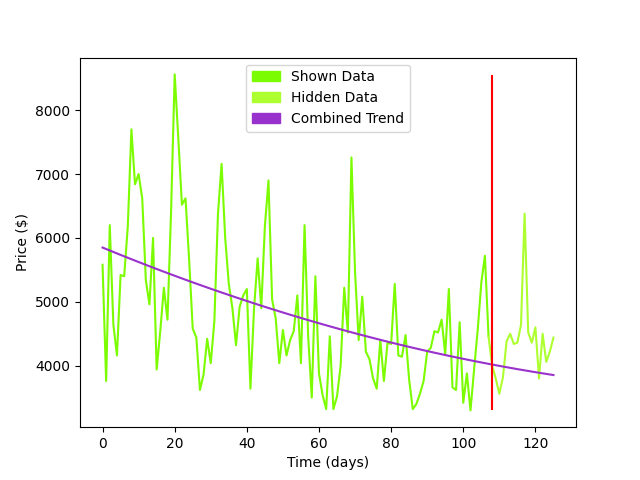 Shown Data
Hidden Data
Combined Trend
8000
7000
6000
5000
4000
Price ($)
0 20 40 60 80 100 120
Time (days)